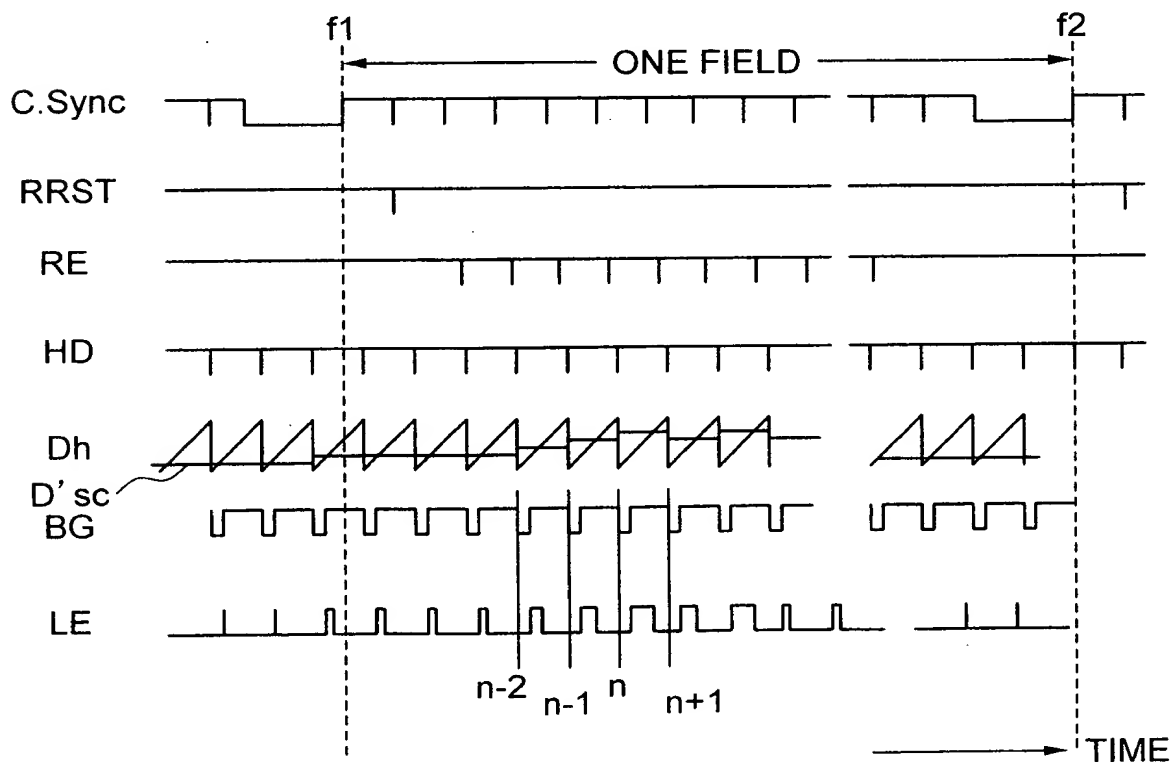 f1
f2
ONE FIELD
C.Sync
RRST
RE
HD
Dh
D'sc
BG
LE
n-2
n-1
n
n+1
TIME